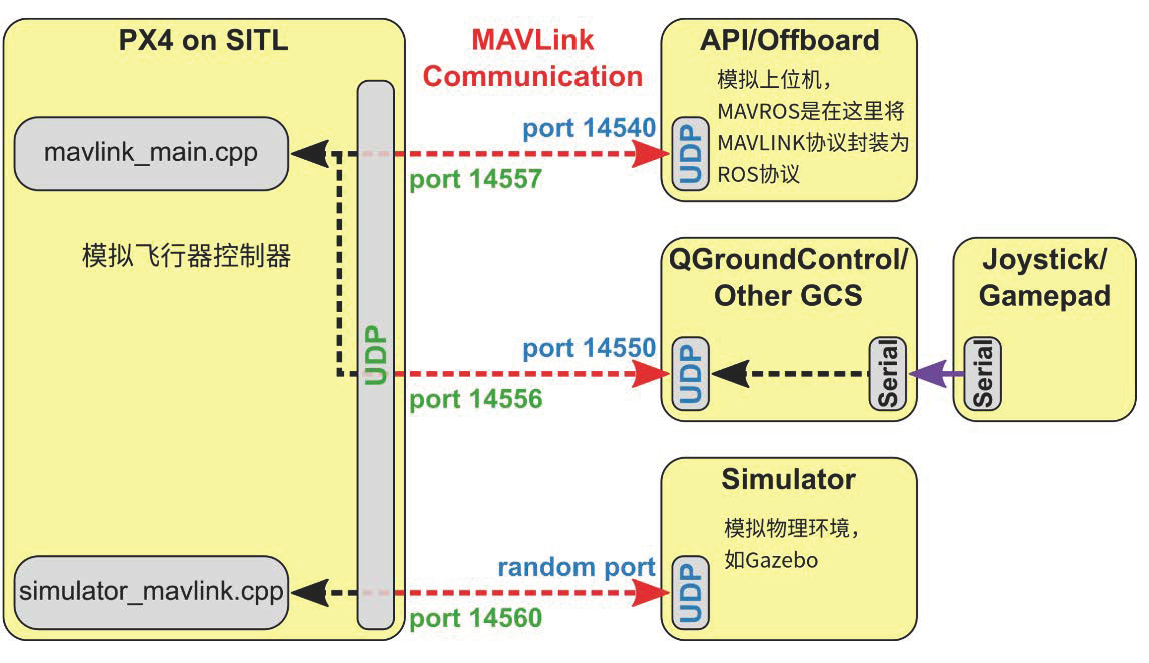 PX4 on SITL
mavlink_main.cpp
模拟飞行器控制器
simulator_mavlink.cpp
UDP
MAVLink
Communication
port 14540
port 14557
port 14550
port 14556
random port
port 14560
API/Offboard
模拟上位机，
MAVROS是在这里将
MAVLINK协议封装为
ROS协议
UDP
QGroundControl/
Other GCS
UDP
Serial
Joystick/
Gamepad
Serial
Simulator
模拟物理环境，
如Gazebo
UDP